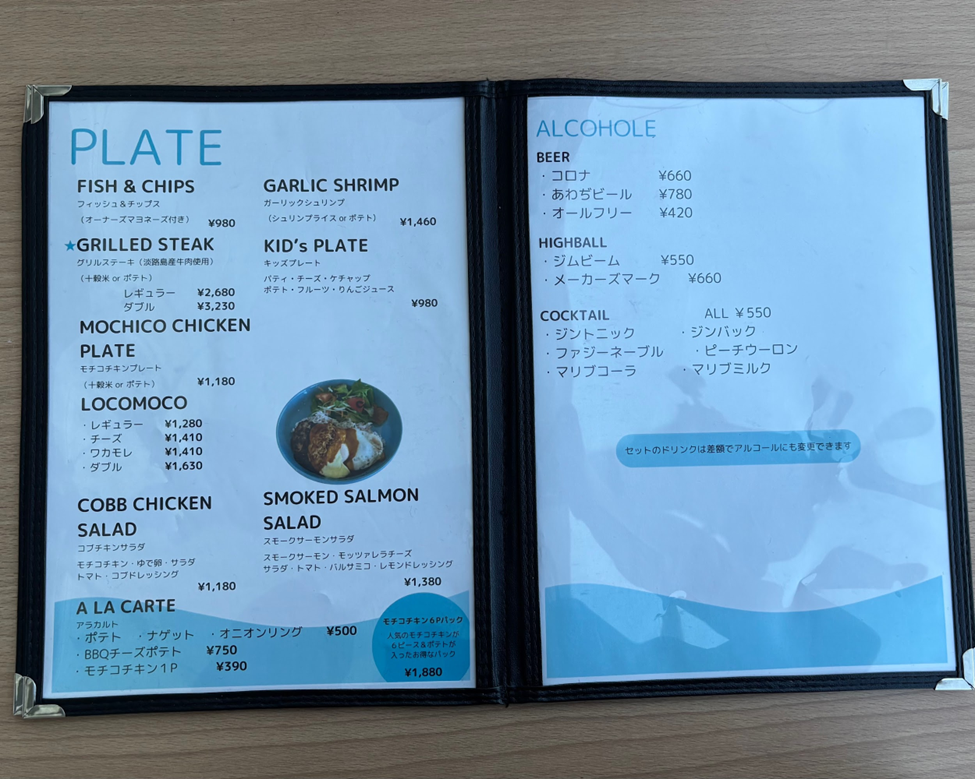 PLATE
FISH & CHIPS
フィッシュ&チップス
(オーナーズマヨネーズ付き)
¥980
★GRILLED STEAK
グリルステーキ(淡路島産牛肉使用)
(十穀米 or ポテト)
レギュラー ¥2,680
ダブル ¥3,230
MOCHICO CHICKEN
PLATE
モチコチキンプレート
(十穀米 or ポテト) ¥1,180
LOCOMOCO
・レギュラー ¥1,280
・チーズ ¥1,410
・ワカモレ ¥1,410
・ダブル ¥1,630
COBB CHICKEN
SALAD
コブチキンサラダ
モチコチキン・ゆで卵・サラダ
トマト・コブドレッシング
¥1,180
GARLIC SHRIMP
ガーリックシュリンプ
(シュリンプライス or ポテト) ¥1,460
KID's PLATE
キッズプレート
パティ・チーズ・ケチャップ
ポテト・フルーツ・りんごジュース
¥980
SMOKED SALMON
SALAD
スモークサーモンサラダ
スモークサーモン・モッツァレラチーズ
サラダ・トマト・バルサミコ・レモンドレッシング
¥1,380
A LA CARTE
アラカルト
・ポテト ・ナゲット ・オニオンリング ¥500
・BBQチーズポテト ¥750
・モチコチキン1P ¥390
モチコチキン6Pパック
人気のモチコチキンが
6ピース&ポテトが
入ったお得なパック
¥1,880
ALCOHOLE
BEER
・コロナ ¥660
・あわぢビール ¥780
・オールフリー ¥420
HIGHBALL
・ジムビーム ¥550
・メーカーズマーク ¥660
COCKTAIL ALL ¥550
・ジントニック ・ジンバック
・ファジーネーブル ・ピーチウーロン
・マリブコーラ ・マリブミルク
セットのドリンクは差額でアルコールにも変更できます